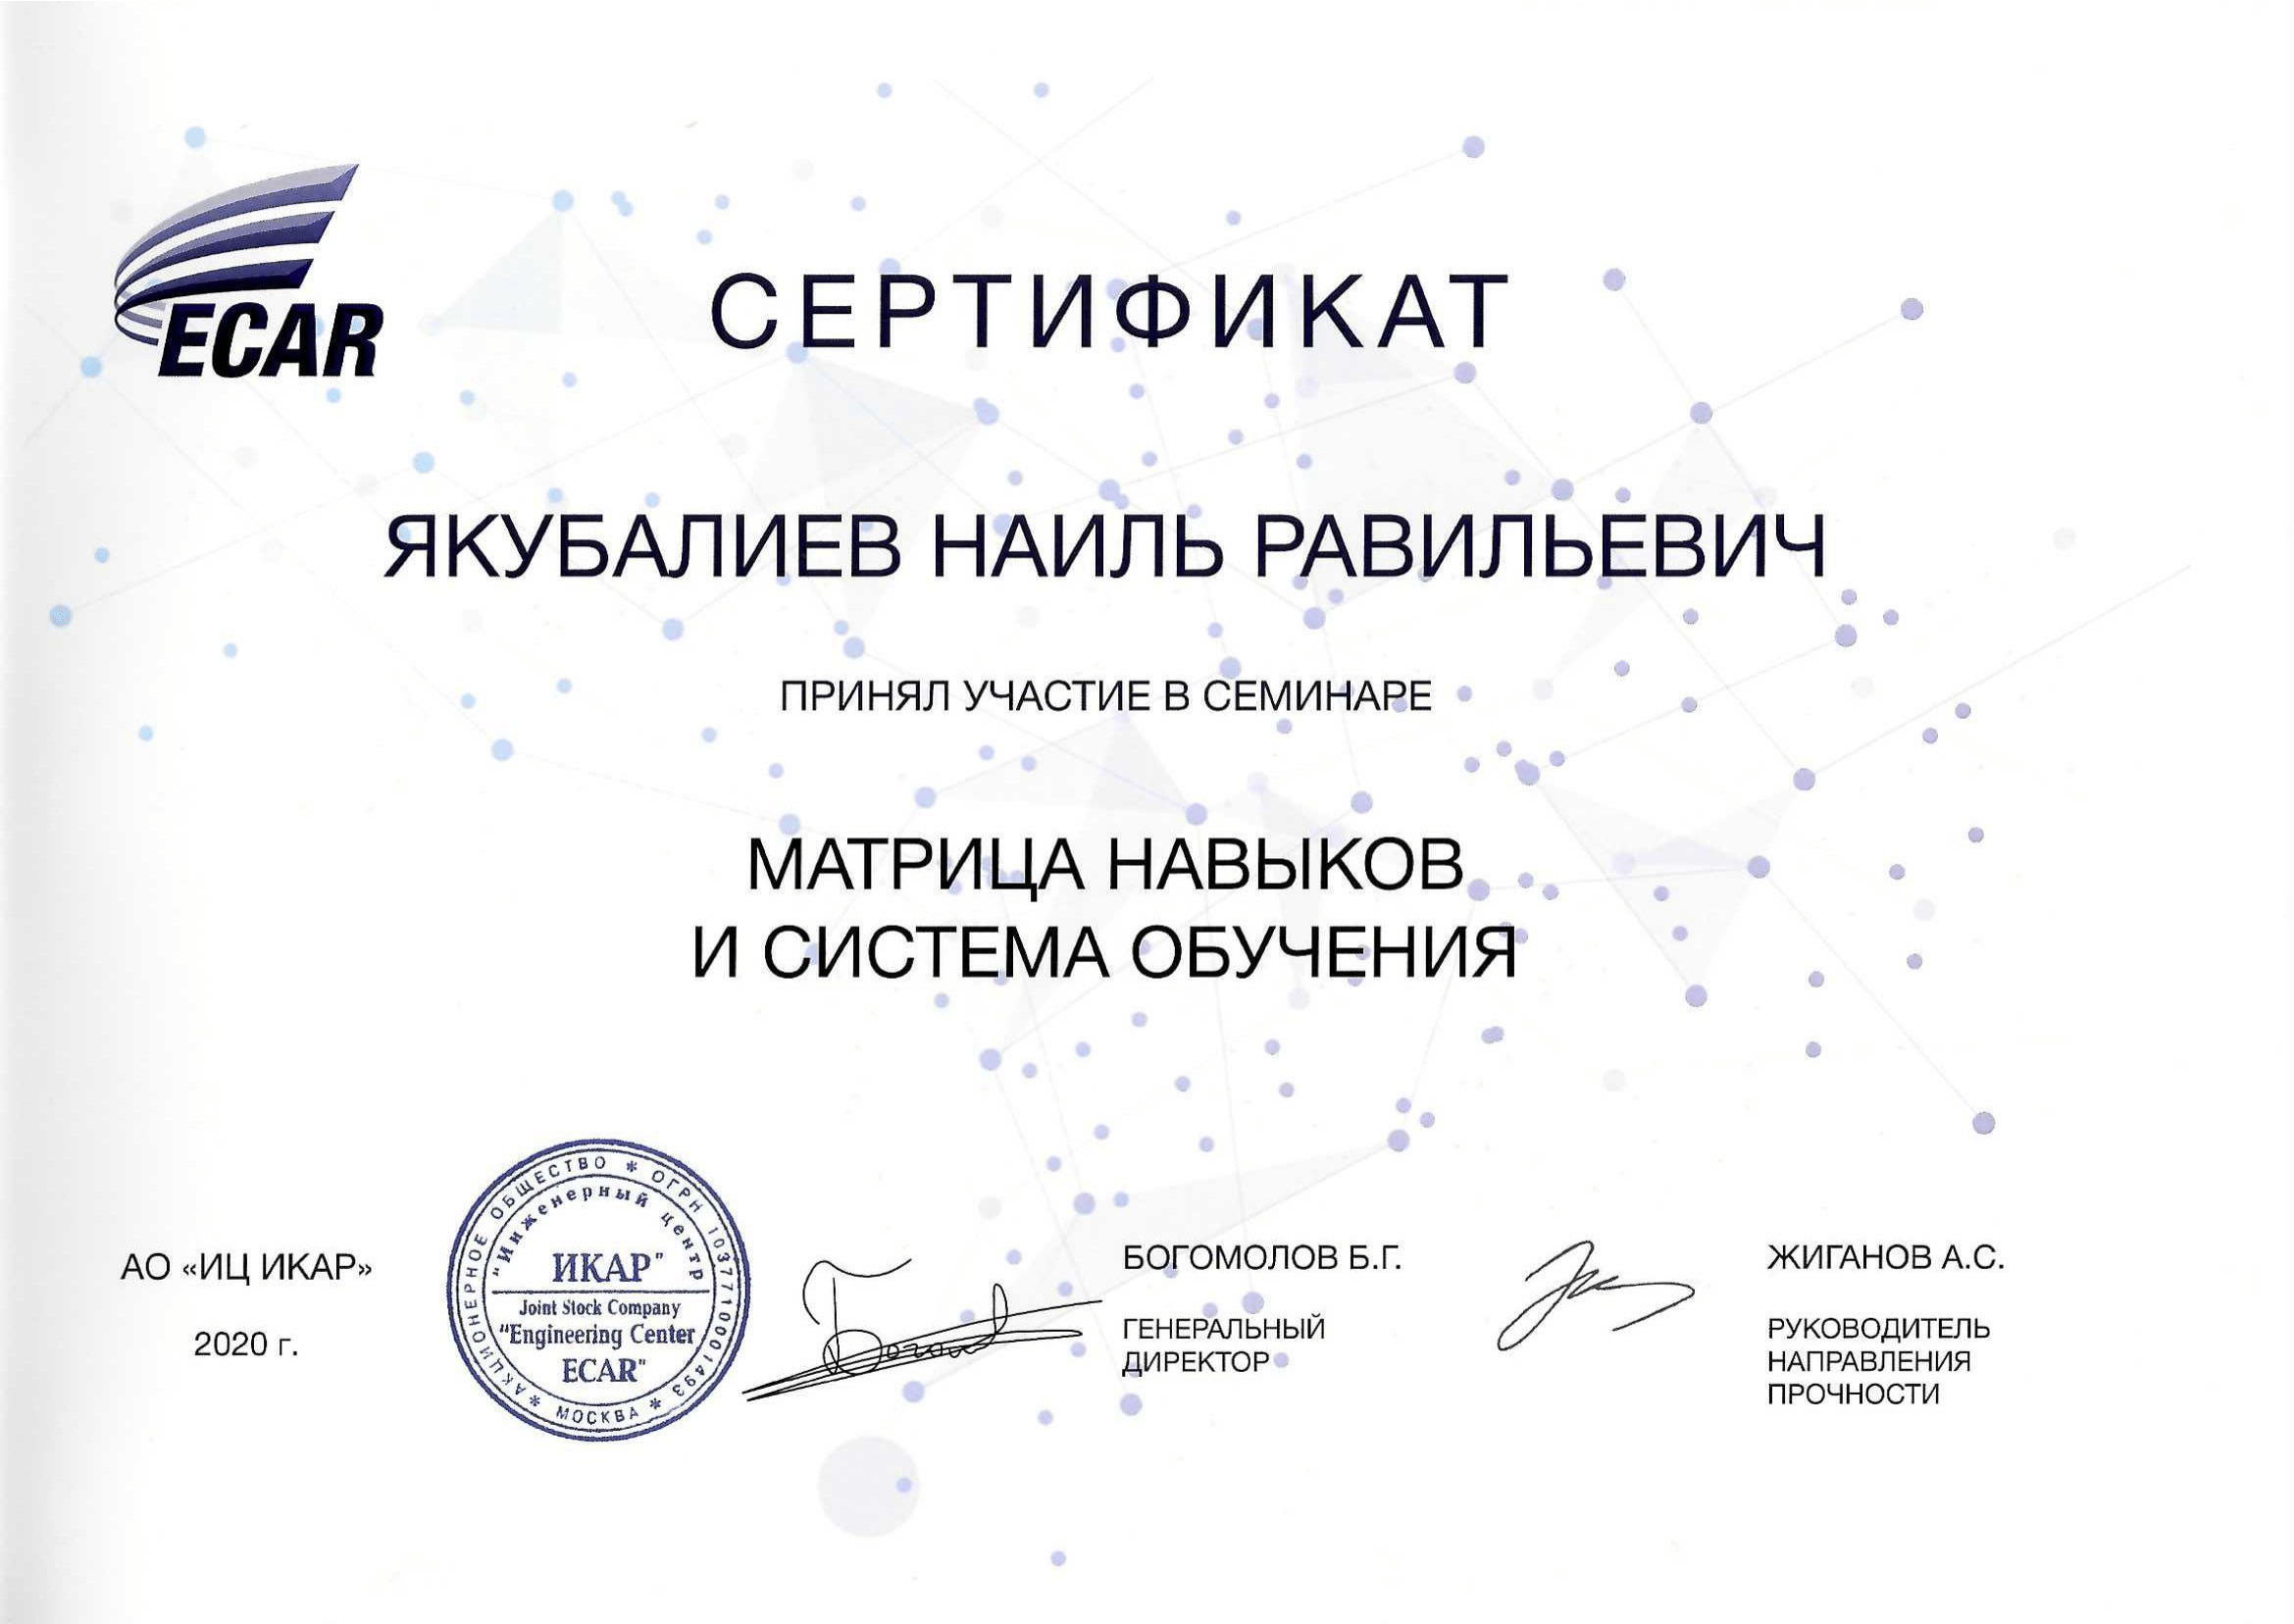 ECAR
СЕРТИФИКАТ
ЯКУБАЛИЕВ НАИЛЬ РАВИЛЬЕВИЧ
ПРИНЯЛ УЧАСТИЕ В СЕМИНАРЕ
МАТРИЦА НАВЫКОВ
И СИСТЕМА ОБУЧЕНИЯ
АО «ИЦ ИКАР»
2020 г.
* АКЦИОНЕРНОЕ ОБЩЕСТВО * ОГРН 1037710001493 * МОСКВА
"Инженерный центр
ИКАР"
Joint Stock Company
"Engineering Center
ECAR"
БОГОМОЛОВ Б.Г.
ГЕНЕРАЛЬНЫЙ
ДИРЕКТОР
ЖИГАНОВ А.С.
РУКОВОДИТЕЛЬ
НАПРАВЛЕНИЯ
ПРОЧНОСТИ